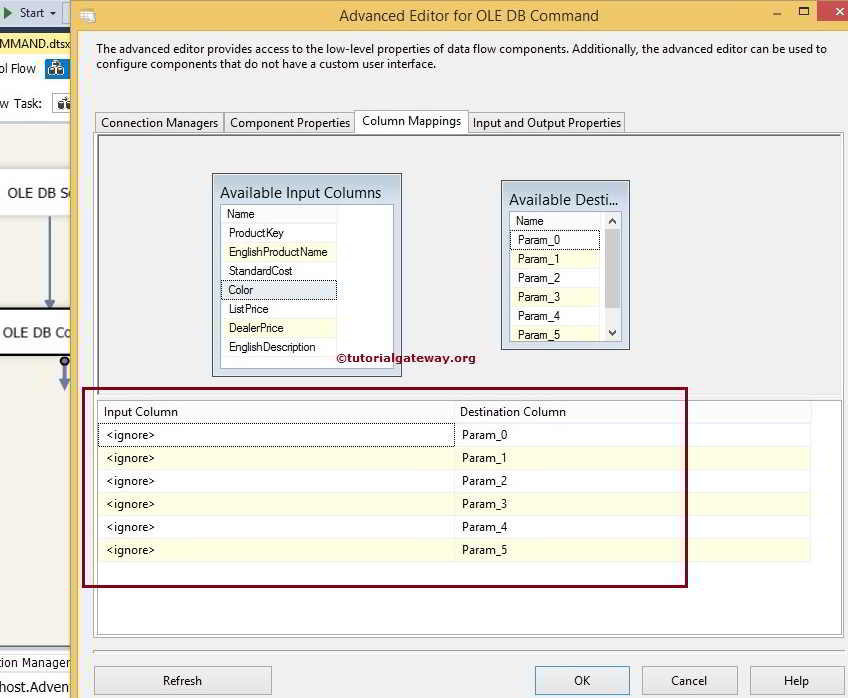 Start
Advanced Editor for OLE DB Command
MMAND.dtsx
ol Flow
w Task:
The advanced editor provides access to the low-level properties of data flow components. Additionally, the advanced editor can be used to
configure components that do not have a custom user interface.
Connection Managers
Component Properties
Column Mappings
Input and Output Properties
OLE DB S
OLE DB Co
Available Input Columns
Name
ProductKey
EnglishProductName
StandardCost
Color
ListPrice
DealerPrice
EnglishDescription
Available Desti...
Name
Param_0
Param_1
Param_2
Param_3
Param_4
Param_5
©tutorialgateway.org
Input Column Destination Column
<ignore> Param_0
<ignore> Param_1
<ignore> Param_2
<ignore> Param_3
<ignore> Param_4
<ignore> Param_5
tion Manager
host.Adven
Refresh
OK
Cancel
Help